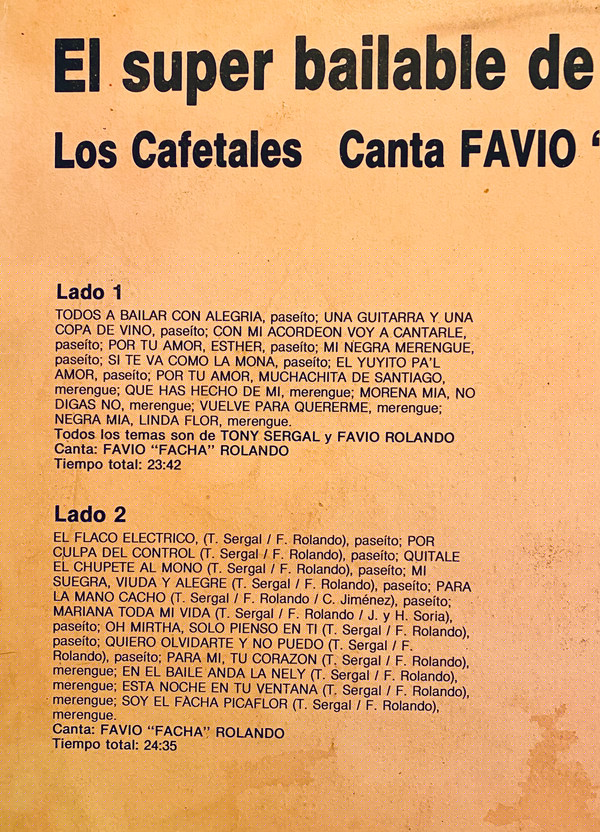 El super bailable de
Los Cafetales Canta FAVIO “
Lado 1
TODOS A BAILAR CON ALEGRIA, paseíto; UNA GUITARRA Y UNA
COPA DE VINO, paseíto; CON MI ACORDEON VOY A CANTARLE,
paseíto; POR TU AMOR, ESTHER, paseíto; MI NEGRA MERENGUE,
paseíto; SI TE VA COMO LA MONA, paseíto; EL YUYITO PA'L
AMOR, paseíto; POR TU AMOR, MUCHACHITA DE SANTIAGO,
merengue; QUE HAS HECHO DE MI, merengue; MORENA MIA, NO
DIGAS NO, merengue; VUELVE PARA QUERERME, merengue;
NEGRA MIA, LINDA FLOR, merengue.
Todos los temas son de TONY SERGAL y FAVIO ROLANDO
Canta: FAVIO “FACHA” ROLANDO
Tiempo total: 23:42
Lado 2
EL FLACO ELECTRICO, (T. Sergal / F. Rolando), paseíto; POR
CULPA DEL CONTROL (T. Sergal / F. Rolando), paseíto; QUITALE
EL CHUPETE AL MONO (T. Sergal / F. Rolando), paseíto; MI
SUEGRA, VIUDA Y ALEGRE (T. Sergal / F. Rolando), paseíto; PARA
LA MANO CACHO (T. Sergal / F. Rolando / C. Jiménez), paseíto;
MARIANA TODA MI VIDA (T. Sergal / F. Rolando / J. y H. Soria),
paseíto; OH MIRTHA, SOLO PIENSO EN TI (T. Sergal / F. Rolando),
paseíto; QUIERO OLVIDARTE Y NO PUEDO (T. Sergal / F.
Rolando), paseíto; PARA MI, TU CORAZON (T. Sergal / F. Rolando),
merengue; EN EL BAILE ANDA LA NELY (T. Sergal / F. Rolando),
merengue; ESTA NOCHE EN TU VENTANA (T. Sergal / F. Rolando),
merengue; SOY EL FACHA PICAFLOR (T. Sergal / F. Rolando),
merengue.
Canta: FAVIO “FACHA” ROLANDO
Tiempo total: 24:35